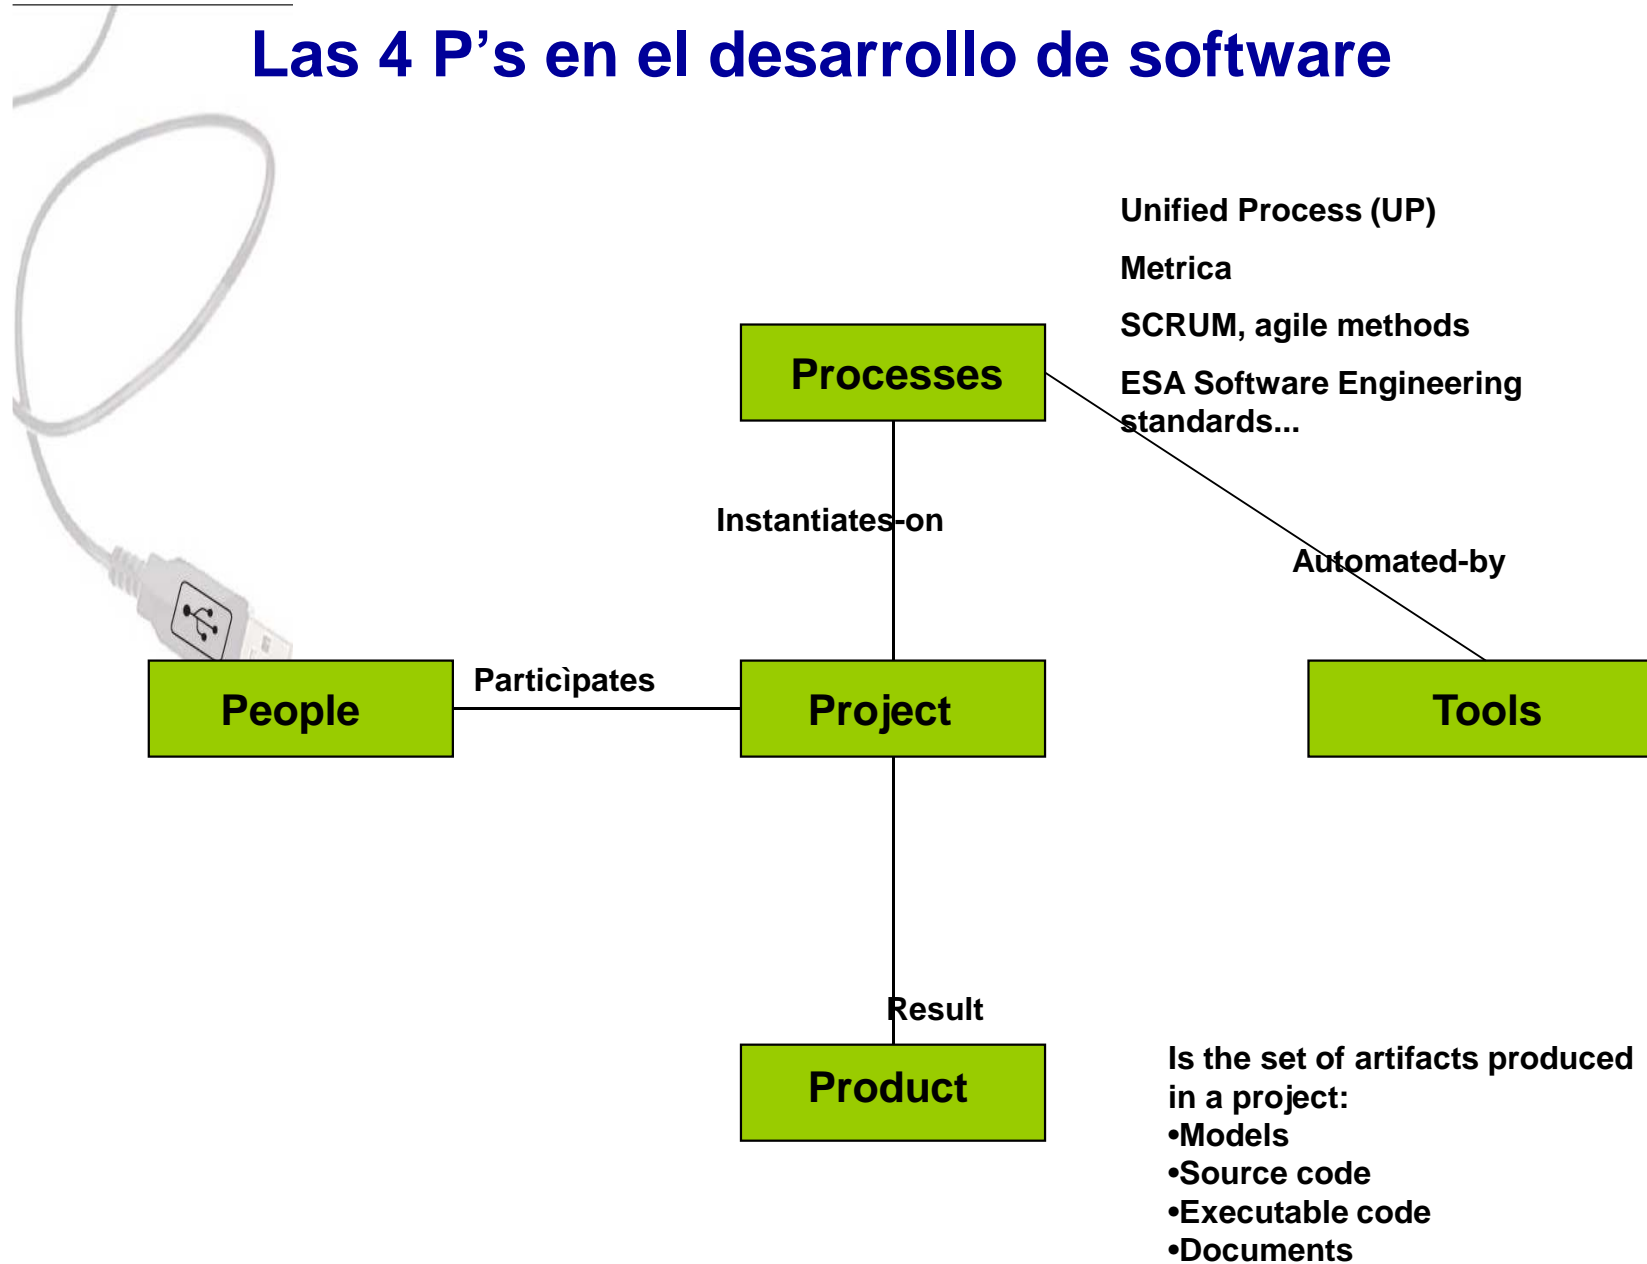 Las 4 P’s en el desarrollo de software
Unified Process (UP)
Metrica
SCRUM, agile methods
ESA Software Engineering
standards...
Processes
Instantiates-on
Automated-by
People
Particìpates
Project
Tools
Result
Product
Is the set of artifacts produced
in a project:
•Models
•Source code
•Executable code
•Documents